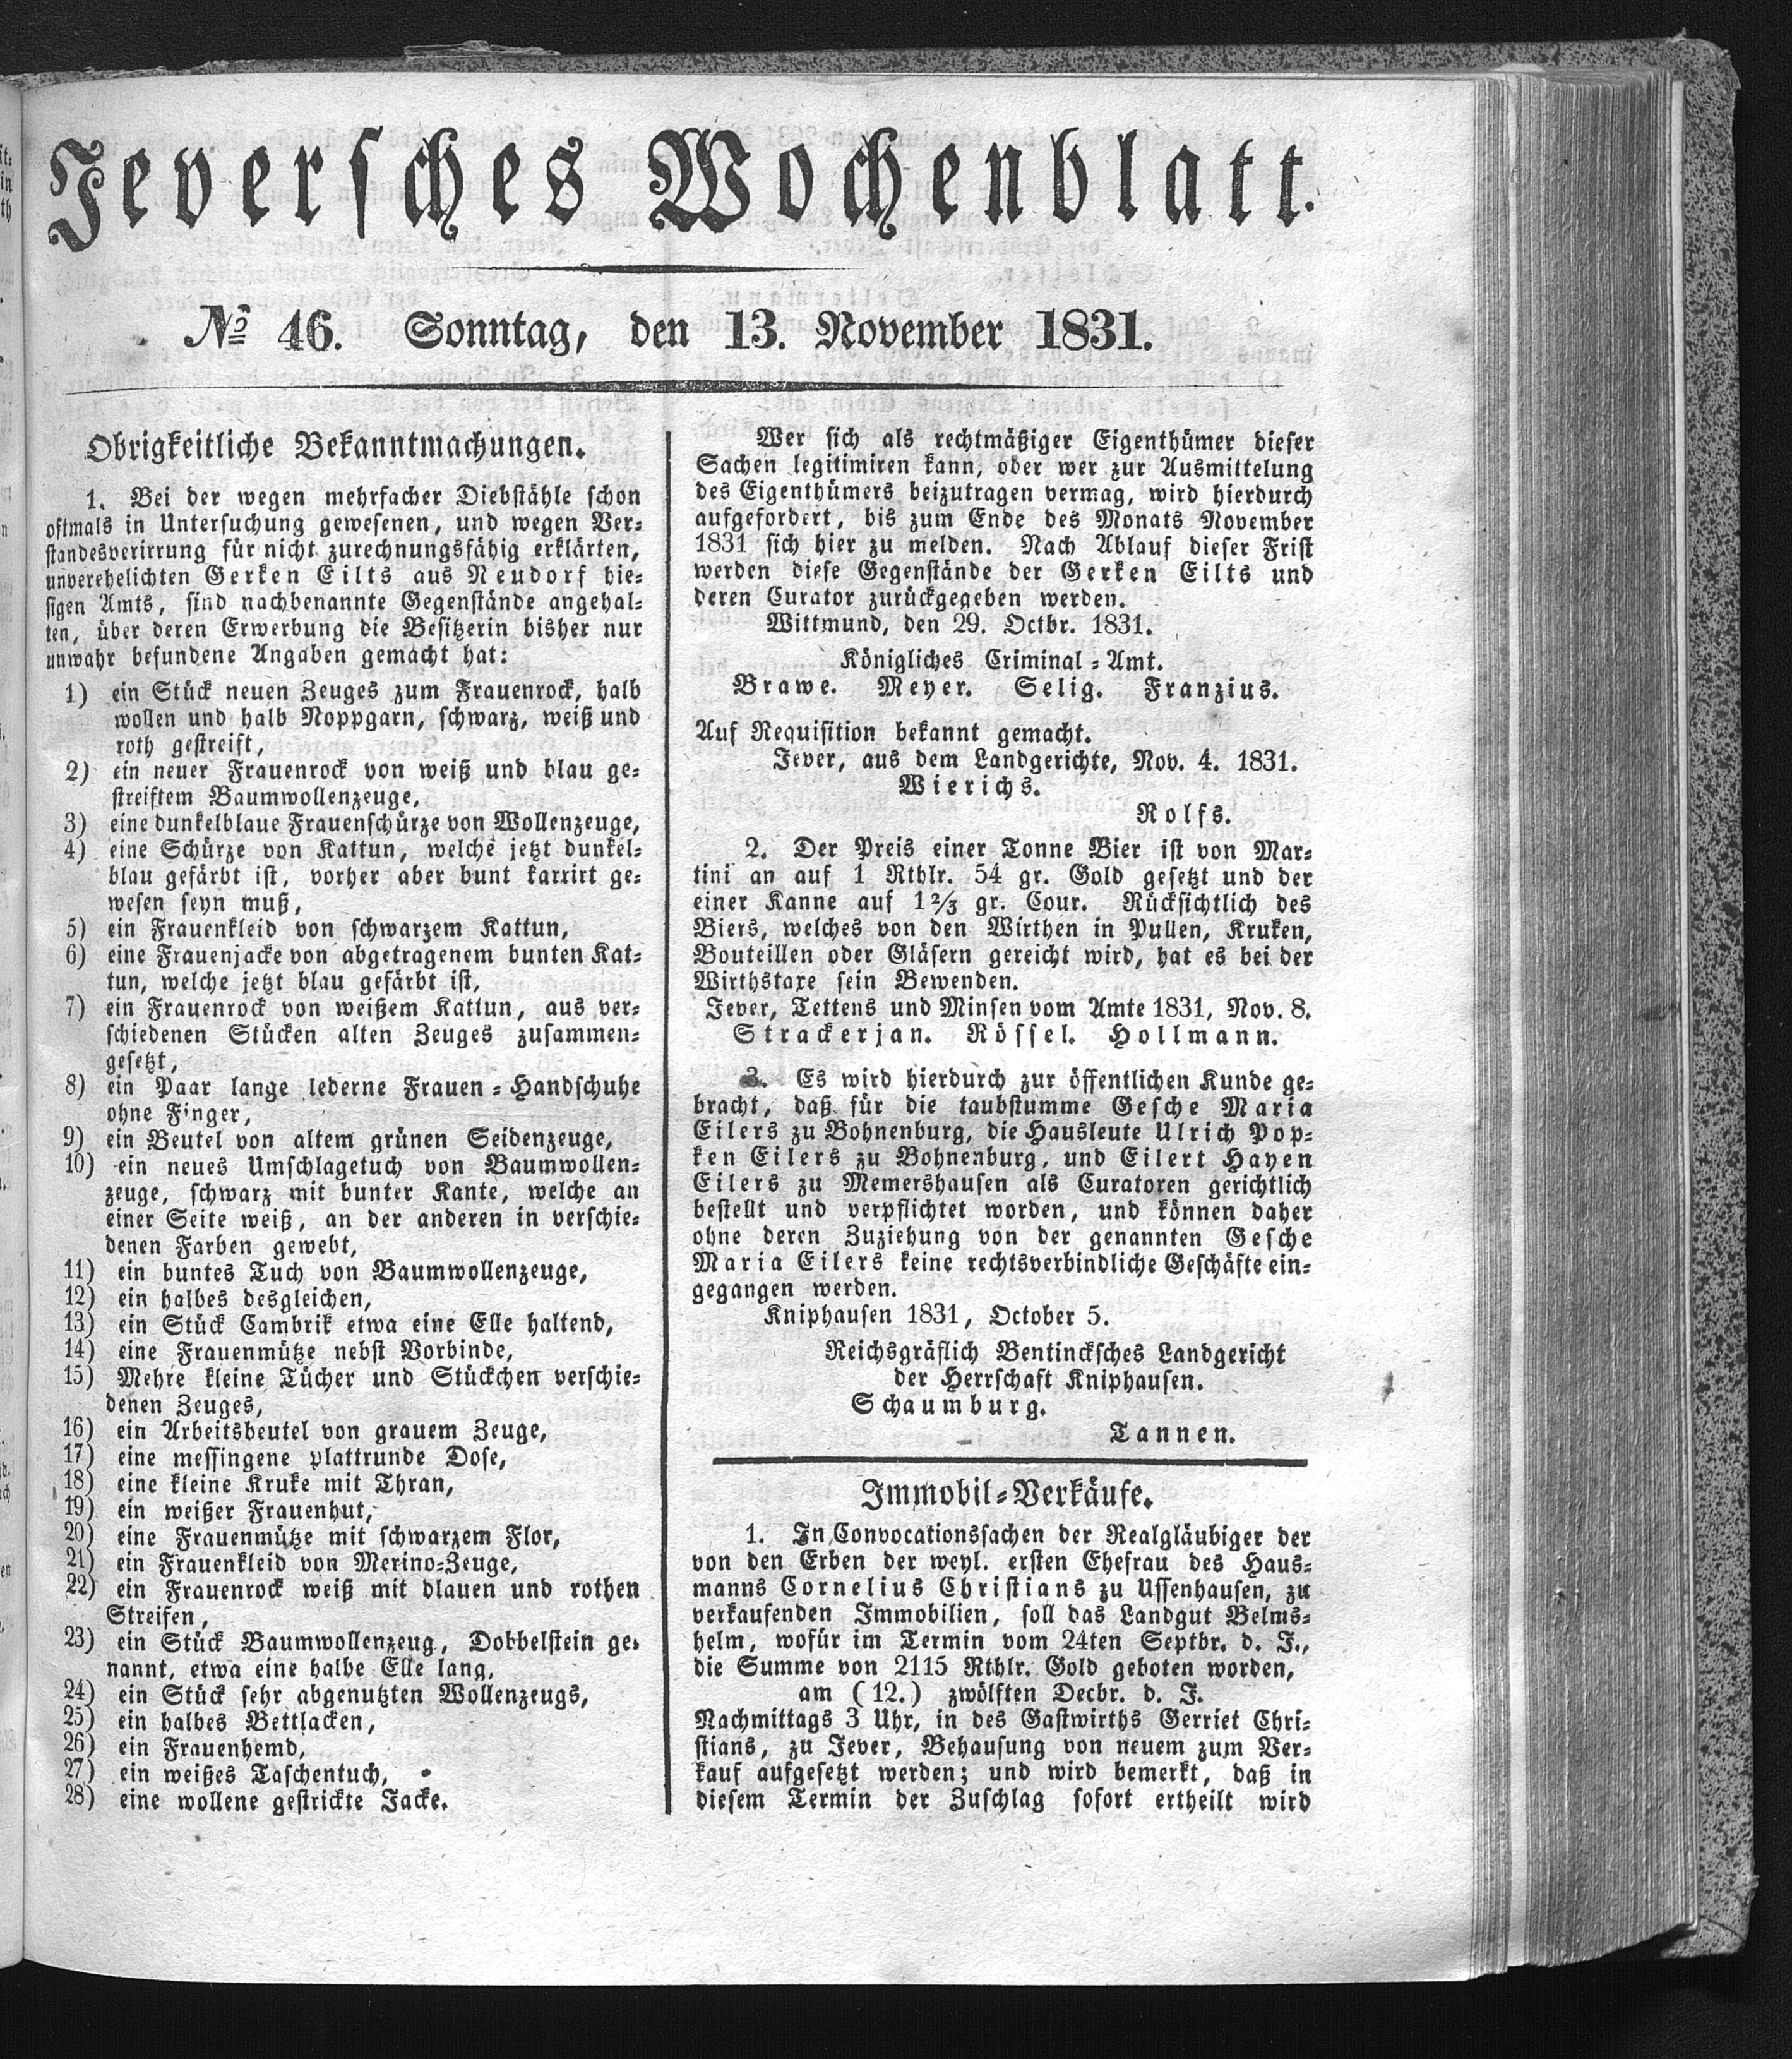 Jeversches Wochenblatt.
№ 46. Sonntag, den 13. November 1831.
Obrigkeitliche Bekanntmachungen.
1. Bei der wegen mehrfacher Diebstähle schon
oftmals in Untersuchung gewesenen, und wegen Ver-
standesverirrung für nicht zurechnungsfähig erklärten,
unverehelichten Gerken Eilts aus Neudorf hie-
sigen Amts, sind nachbenannte Gegenstände angehal-
ten, über deren Erwerbung die Besitzerin bisher nur
unwahr befundene Angaben gemacht hat:
1) ein Stück neuen Zeuges zum Frauenrock, halb
wollen und halb Noppgarn, schwarz, weiß und
roth gestreift,
2) ein neuer Frauenrock von weiß und blau ge-
streiftem Baumwollenzeuge,
3) eine dunkelblaue Frauenschürze von Wollenzeuge,
4) eine Schürze von Kattun, welche jetzt dunkel-
blau gefärbt ist, vorher aber bunt karrirt ge-
wesen seyn muß,
5) ein Frauenkleid von schwarzem Kattun,
6) eine Frauenjacke von abgetragenem bunten Kat-
tun, welche jetzt blau gefärbt ist,
7) ein Frauenrock von weißem Kattun, aus ver-
schiedenen Stücken alten Zeuges zusammen-
gesetzt,
8) ein Paar lange lederne Frauen-Handschuhe
ohne Finger,
9) ein Beutel von altem grünen Seidenzeuge,
10) ein neues Umschlagetuch von Baumwollen-
zeuge, schwarz mit bunter Kante, welche an
einer Seite weiß, an der anderen in verschie-
denen Farben gewebt,
11) ein buntes Tuch von Baumwollenzeuge,
12) ein halbes desgleichen,
13) ein Stück Cambrik etwa eine Elle haltend,
14) eine Frauenmütze nebst Vorbinde,
15) Mehre kleine Tücher und Stückchen verschie-
denen Zeuges,
16) ein Arbeitsbeutel von grauem Zeuge,
17) eine messingene plattrunde Dose,
18) eine kleine Kruke mit Thran,
19) ein weißer Frauenhut,
20) eine Frauenmütze mit schwarzem Flor,
21) ein Frauenkleid von Merino-Zeuge,
22) ein Frauenrock weiß mit dlauen und rothen
Streifen,
23) ein Stück Baumwollenzeug, Dobbelstein ge-
nannt, etwa eine halbe Elle lang,
24) ein Stück sehr abgenutzten Wollenzeugs,
25) ein halbes Bettlacken,
26) ein Frauenhemd,
27) ein weißes Taschentuch,
28) eine wollene gestrickte Jacke.
Wer sich als rechtmäßiger Eigenthümer dieser
Sachen legitimiren kann, oder wer zur Ausmittelung
des Eigenthümers beizutragen vermag, wird hierdurch
aufgefordert, bis zum Ende des Monats November
1831 sich hier zu melden. Nach Ablauf dieser Frist
werden diese Gegenstände der Gerken Eilts und
deren Curator zurückgegeben werden.
Wittmund, den 29. Octbr. 1831.
Königliches Criminal-Amt.
Brawe. Meyer. Selig. Franzius.
Auf Requisition bekannt gemacht.
Jever, aus dem Landgerichte, Nov. 4. 1831.
Wierichs.
Rolfs.
2. Der Preis einer Tonne Bier ist von Mar-
tini an auf 1 Rthlr. 54 gr. Gold gesetzt und der
einer Kanne auf 1⅔ gr. Cour. Rücksichtlich des
Biers, welches von den Wirthen in Pullen, Kruken,
Bouteillen oder Gläsern gereicht wird, hat es bei der
Wirthstaxe sein Bewenden.
Jever, Tettens und Minsen vom Amte 1831, Nov. 8.
Strackerjan. Rössel. Hollmann.
3. Es wird hierdurch zur öffentlichen Kunde ge-
bracht, daß für die taubstumme Gesche Maria
Eilers zu Bohnenburg, die Hausleute Ulrich Pop-
ken Eilers zu Bohnenburg, und Eilert Hayen
Eilers zu Memershausen als Curatoren gerichtlich
bestellt und verpflichtet worden, und können daher
ohne deren Zuziehung von der genannten Gesche
Maria Eilers keine rechtsverbindliche Geschäfte ein-
gegangen werden.
Kniphausen 1831, October 5.
Reichsgräflich Bentincksches Landgericht
der Herrschaft Kniphausen.
Schaumburg.
Tannen.
Immobil-Verkäufe.
1. In Convocationssachen der Realgläubiger der
von den Erben der weyl. ersten Ehefrau des Haus-
manns Cornelius Christians zu Ussenhausen, zu
verkaufenden Immobilien, soll das Landgut Belms-
helm, wofür im Termin vom 24ten Septbr. d. J.,
die Summe von 2115 Rthlr. Gold geboten worden,
am (12.) zwölften Decbr. d. J.
Nachmittags 3 Uhr, in des Gastwirths Gerriet Chri-
stians, zu Jever, Behausung von neuem zum Ver-
kauf aufgesetzt werden; und wird bemerkt, daß in
diesem Termin der Zuschlag sofort ertheilt wird